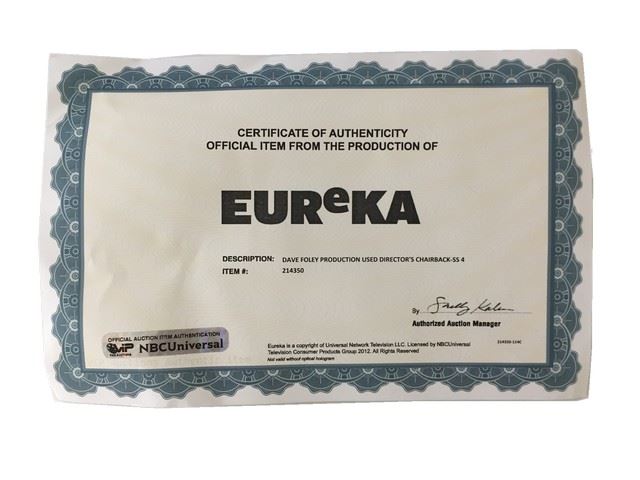 CERTIFICATE OF AUTHENTICITY
OFFICIAL ITEM FROM THE PRODUCTION OF
EUReKA
DESCRIPTION: DAVE FOLEY PRODUCTION USED DIRECTOR'S CHAIRBACK-SS 4
ITEM #: 214350
By
Authorized Auction Manager
OFFICIAL AUCTION ITEM AUTHENTICATION
NBCUniversal
Eureka is a copyright of Universal Network Television LLC. Licensed by NBCUniversal
Television Consumer Products Group 2012. All Rights Reserved
Not valid without optical hologram